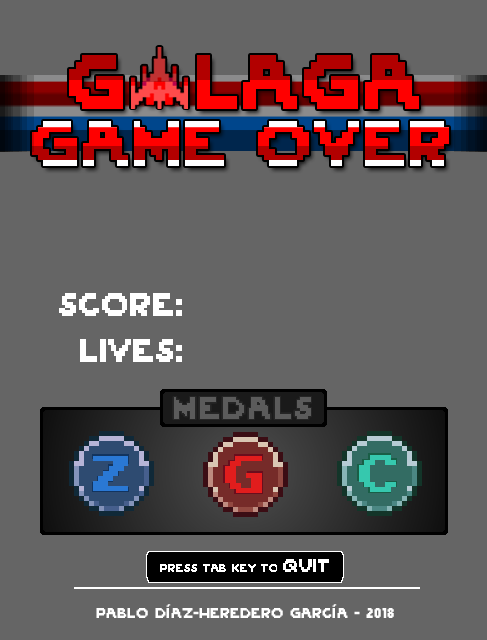 GALAGA
GAME OVER
SCORE:
LIVES:
MEDALS
Z G C
PRESS TAB KEY TO QUIT
PABLO DÍAZ-HEREDERO GARCÍA - 2018